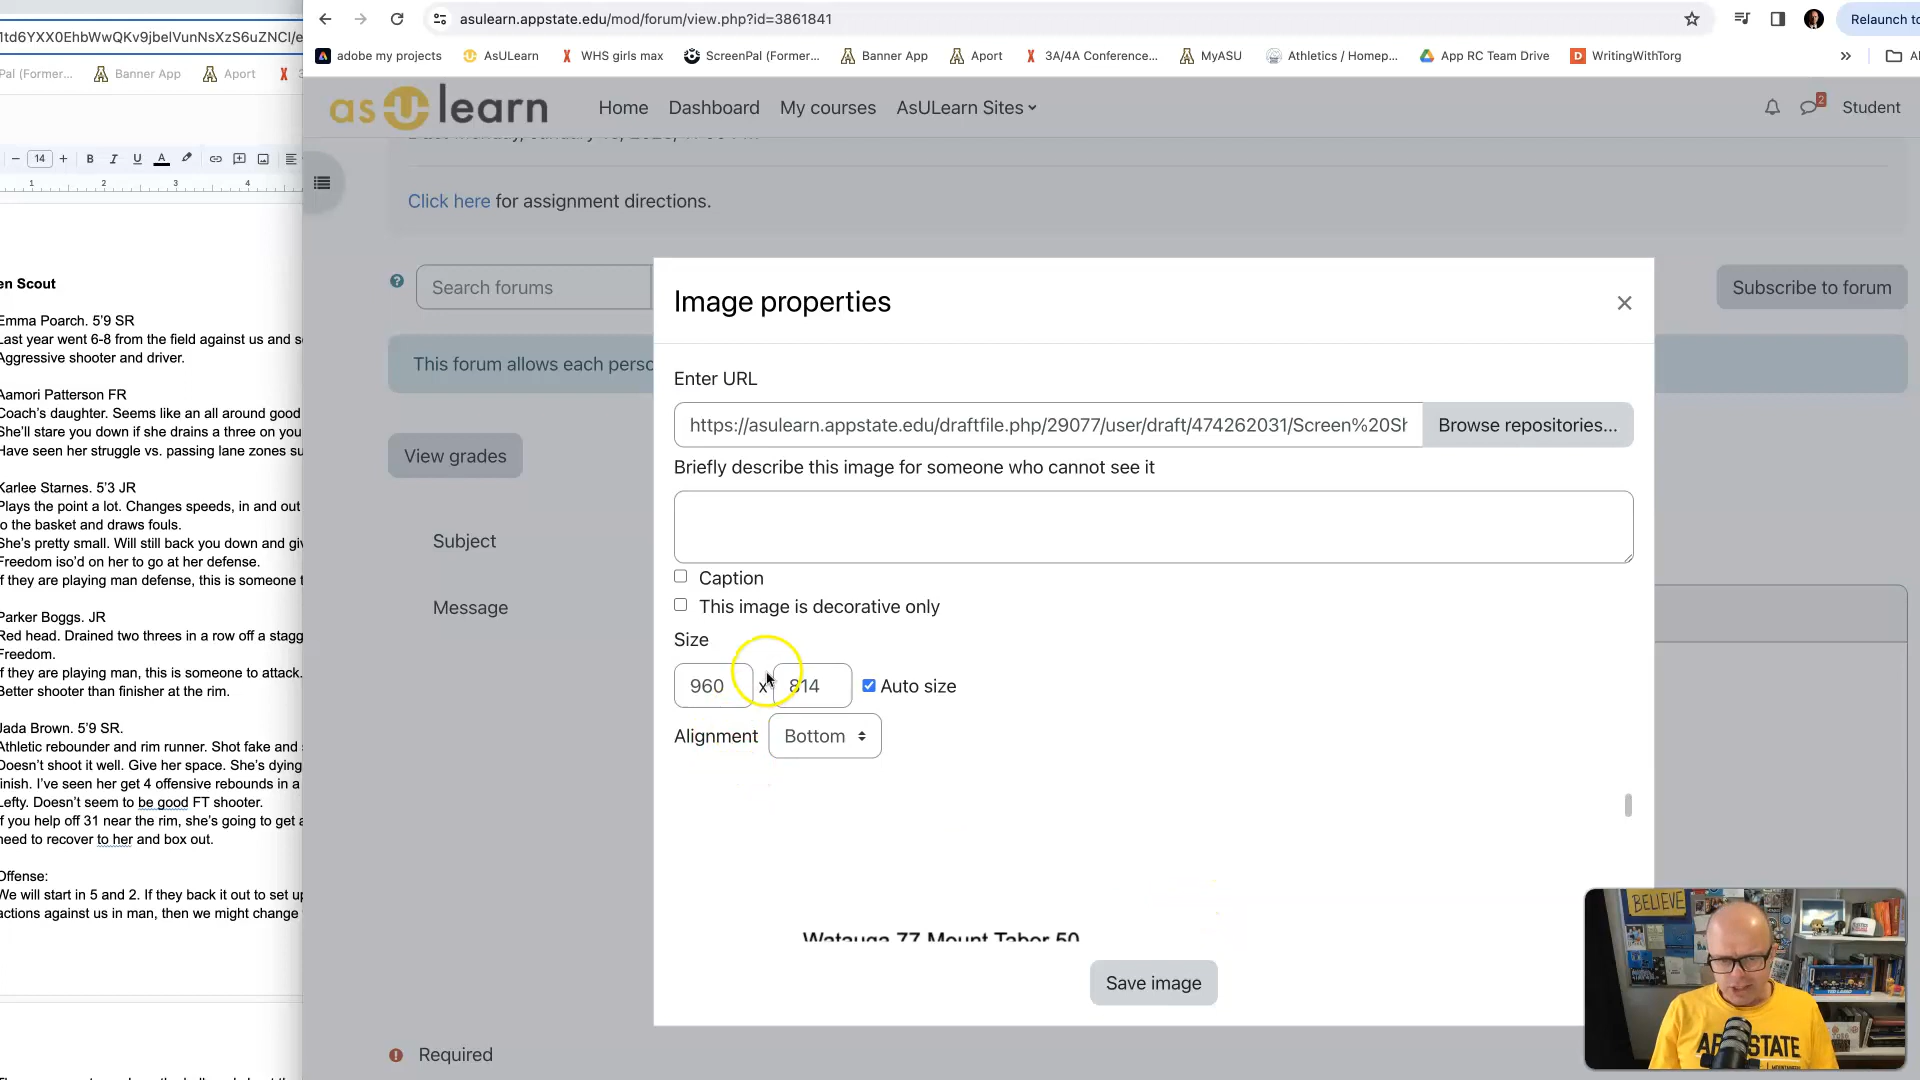 1td6YXX0EhbWwQKv9jbelVunNsXzS6uZNCI/e
Pal (Former...
Banner App
Aport
14
1 2 3 4
en Scout
Emma Poarch. 5'9 SR
Last year went 6-8 from the field against us and s
Aggressive shooter and driver.
Aamori Patterson FR
Coach's daughter. Seems like an all around good
She'll stare you down if she drains a three on you
Have seen her struggle vs. passing lane zones su
Karlee Starnes. 5'3 JR
Plays the point a lot. Changes speeds, in and out
o the basket and draws fouls.
She's pretty small. Will still back you down and giv
Freedom iso'd on her to go at her defense.
f they are playing man defense, this is someone t
Parker Boggs. JR
Red head. Drained two threes in a row off a stagg
Freedom.
f they are playing man, this is someone to attack.
Better shooter than finisher at the rim.
Jada Brown. 5'9 SR.
Athletic rebounder and rim runner. Shot fake and
Doesn't shoot it well. Give her space. She's dying
finish. I've seen her get 4 offensive rebounds in a
Lefty. Doesn't seem to be good FT shooter.
f you help off 31 near the rim, she's going to get a
need to recover to her and box out.
Offense:
We will start in 5 and 2. If they back it out to set up
actions against us in man, then we might change
asulearn.appstate.edu/mod/forum/view.php?id=3861841
Relaunch to
adobe my projects
AsULearn
WHS girls max
ScreenPal (Former...
Banner App
Aport
3A/4A Conference...
MyASU
Athletics / Homep...
App RC Team Drive
WritingWithTorg
asULearn
Home
Dashboard
My courses
AsULearn Sites
2
Student
Click here for assignment directions.
Search forums
Subscribe to forum
This forum allows each perso
View grades
Subject
Message
Required
Image properties
Enter URL
https://asulearn.appstate.edu/draftfile.php/29077/user/draft/474262031/Screen%20Sh
Browse repositories...
Briefly describe this image for someone who cannot see it
Caption
This image is decorative only
Size
960 x 814
Auto size
Alignment
Bottom
Watauga 77 Mount Tabor 50
Save image
BELIEVE